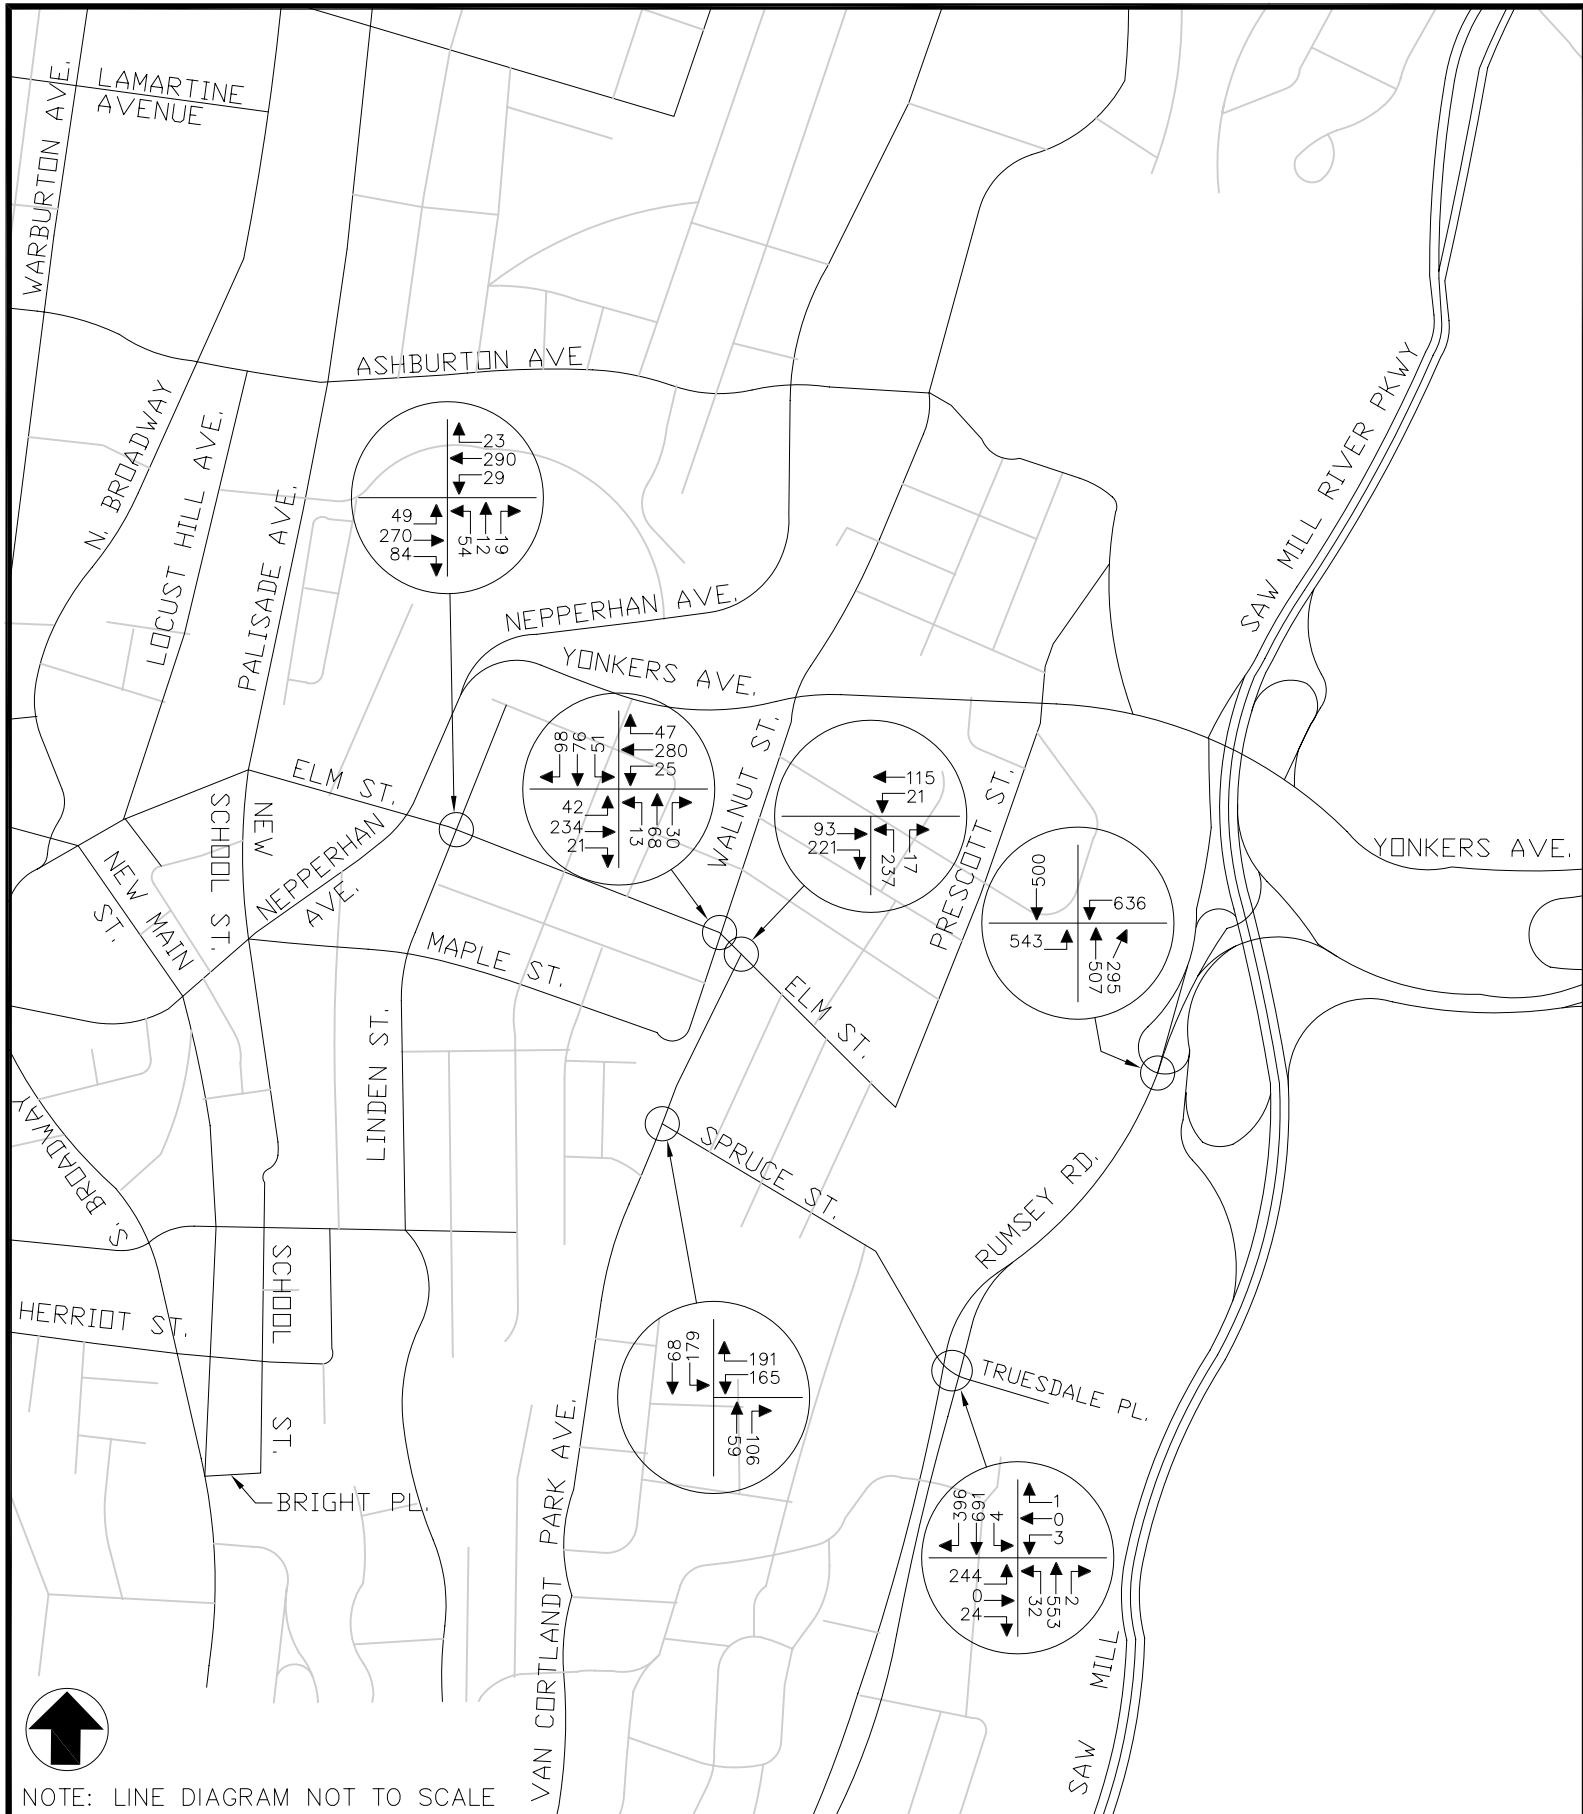 WARBURTON AVE.
LAMARTINE
AVENUE
ASHBURTON AVE
N. BROADWAY
LOCUST HILL AVE.
PALISADE AVE.
SAW MILL RIVER PKWY
23
290
29
49
270
84
54
12
19
NEPPERHAN AVE.
YONKERS AVE.
ELM ST.
98
97
51
47
280
25
42
234
21
13
68
30
WALNUT ST.
115
21
93
221
237
17
PRESCOTT ST.
500
636
543
507
295
YONKERS AVE.
NEW
SCHOOL ST.
NEPPERHAN
AVE.
NEW MAIN
ST.
MAPLE ST.
ELM ST.
LINDEN ST.
S. BROADWAY
SPRUCE ST.
RUMSEY RD.
HERRIOT ST.
SCHOOL
ST.
68
179
191
165
59
106
TRUESDALE PL.
VAN CORTLANDT PARK AVE.
BRIGHT PL.
396
691
4
1
0
3
244
0
24
32
553
2
SAW MILL
NOTE: LINE DIAGRAM NOT TO SCALE